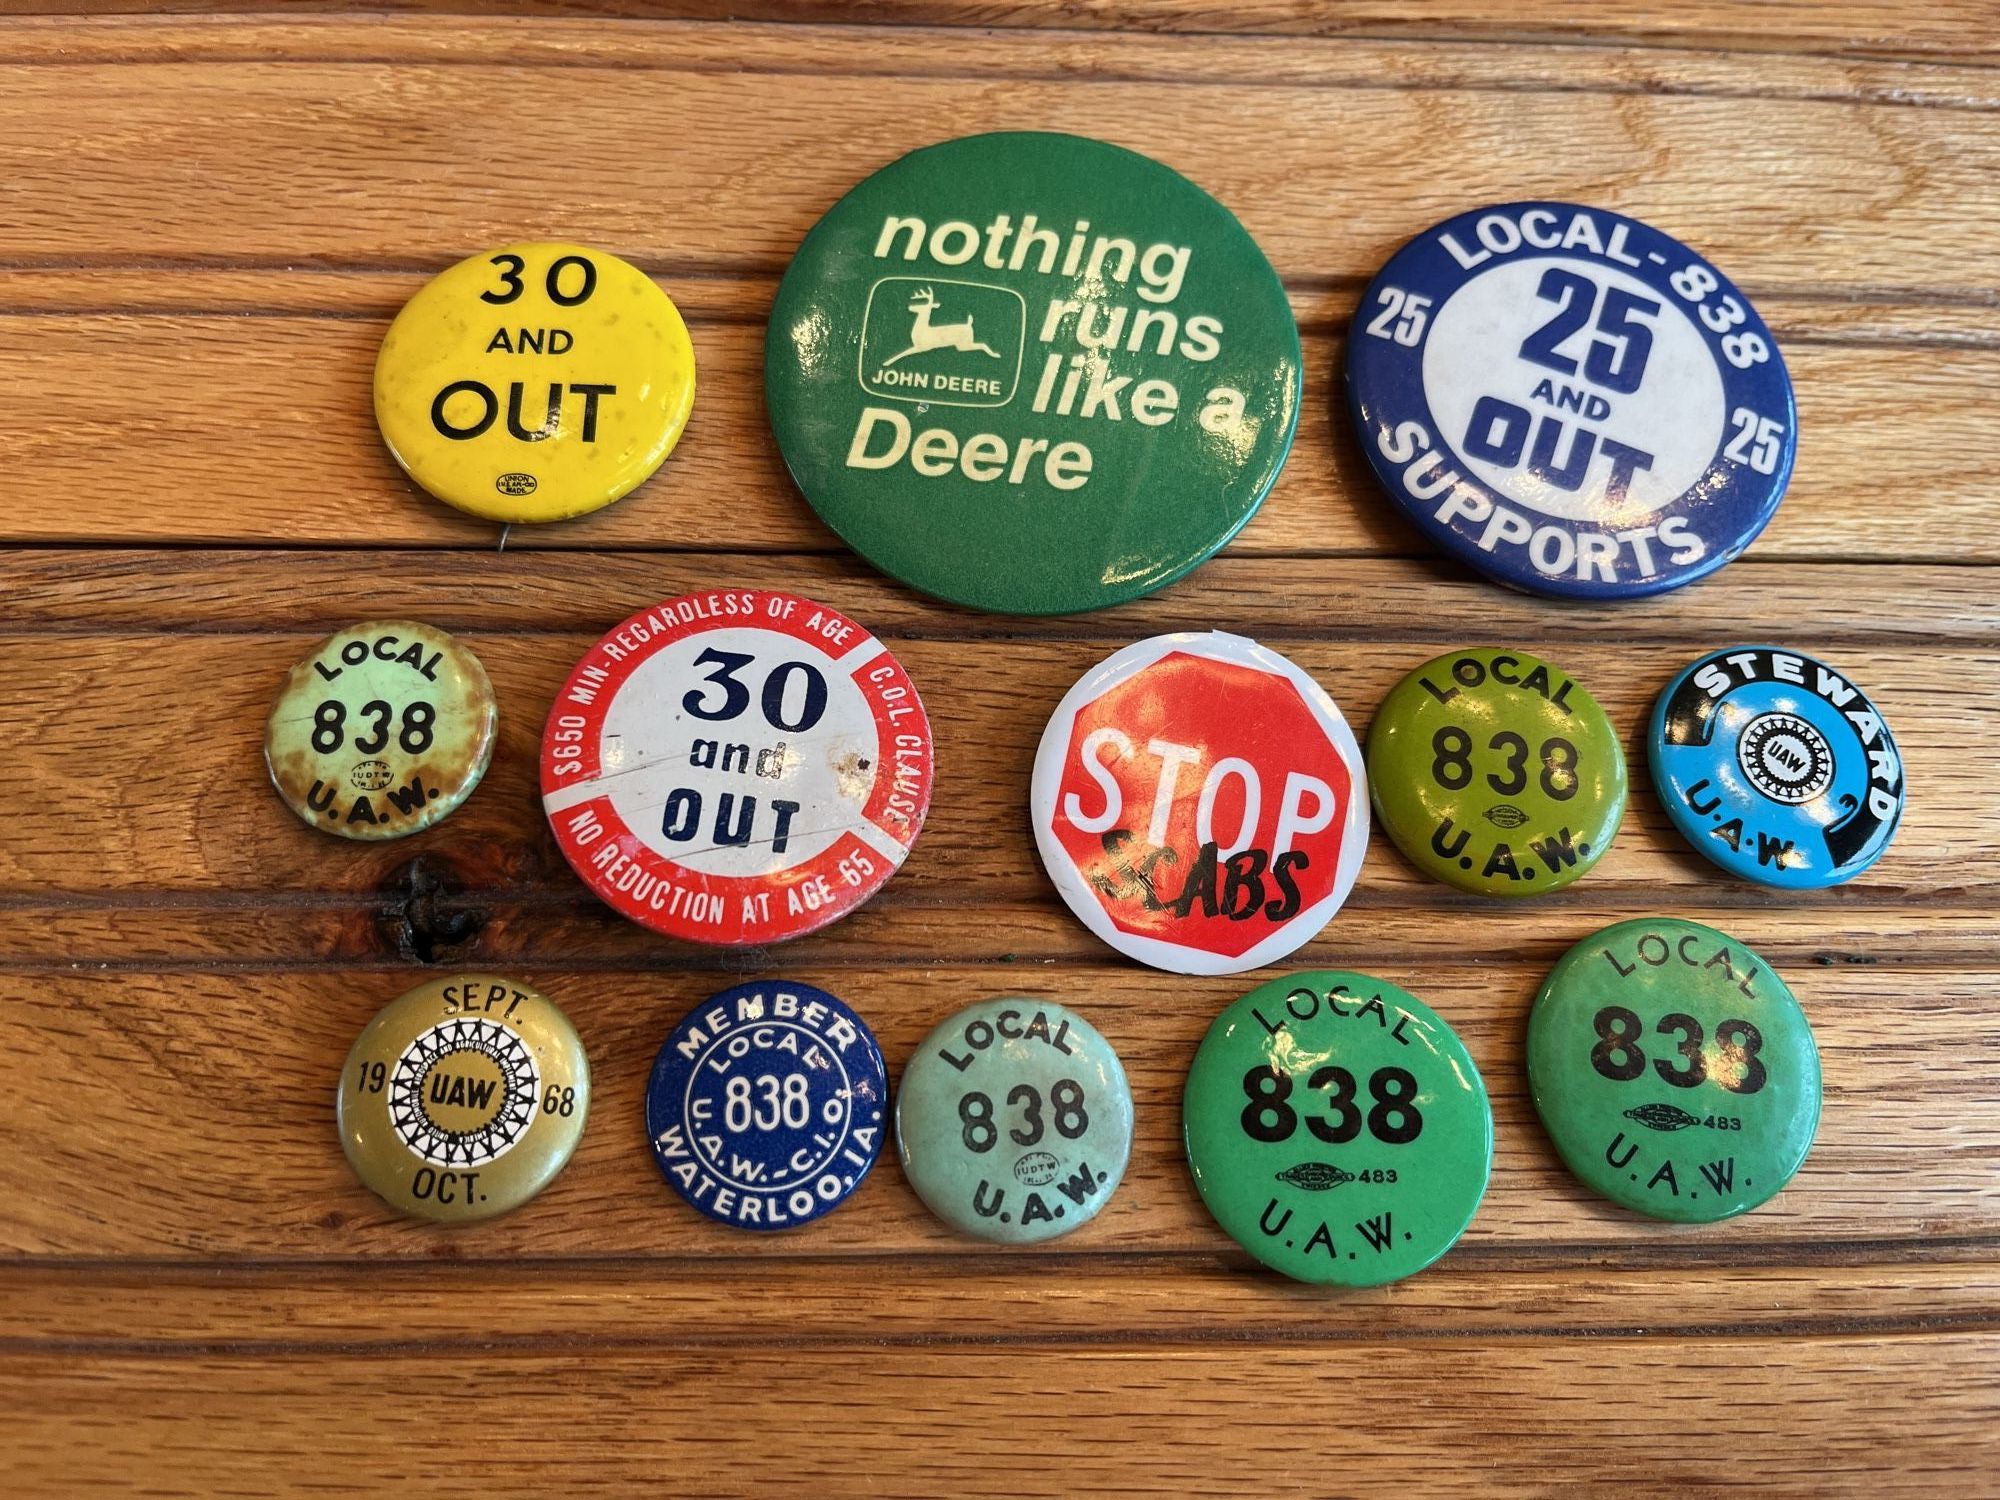 30
AND
OUT
UNION
MADE
nothing
runs
like a
Deere
JOHN DEERE
LOCAL-838
25
25
AND
OUT
25
SUPPORTS
LOCAL
838
U.A.W.
$650 MIN-REGARDLESS OF AGE
C.O.L. CLAUSE
30
and
OUT
NO REDUCTION AT AGE 65
STOP
SCABS
LOCAL
838
U.A.W.
STEWARD
UAW
U.A.W.
SEPT.
19
UAW
68
OCT.
MEMBER
LOCAL
838
U.A.W.-C.I.O.
WATERLOO, IA.
LOCAL
838
IUDTW
U.A.W.
LOCAL
838
483
U.A.W.
LOCAL
838
483
U.A.W.